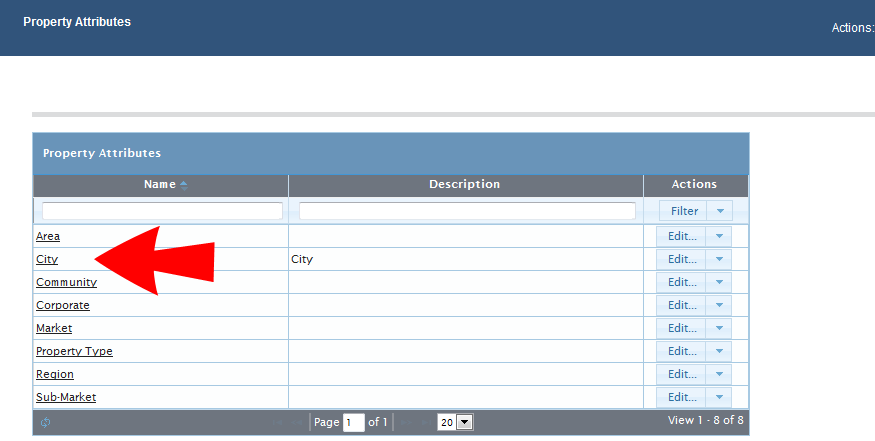 Property Attributes
Actions:
Property Attributes
Name Description Actions
Filter
Area Edit...
City City Edit...
Community Edit...
Corporate Edit...
Market Edit...
Property Type Edit...
Region Edit...
Sub-Market Edit...
Page 1 of 1 20 View 1 - 8 of 8